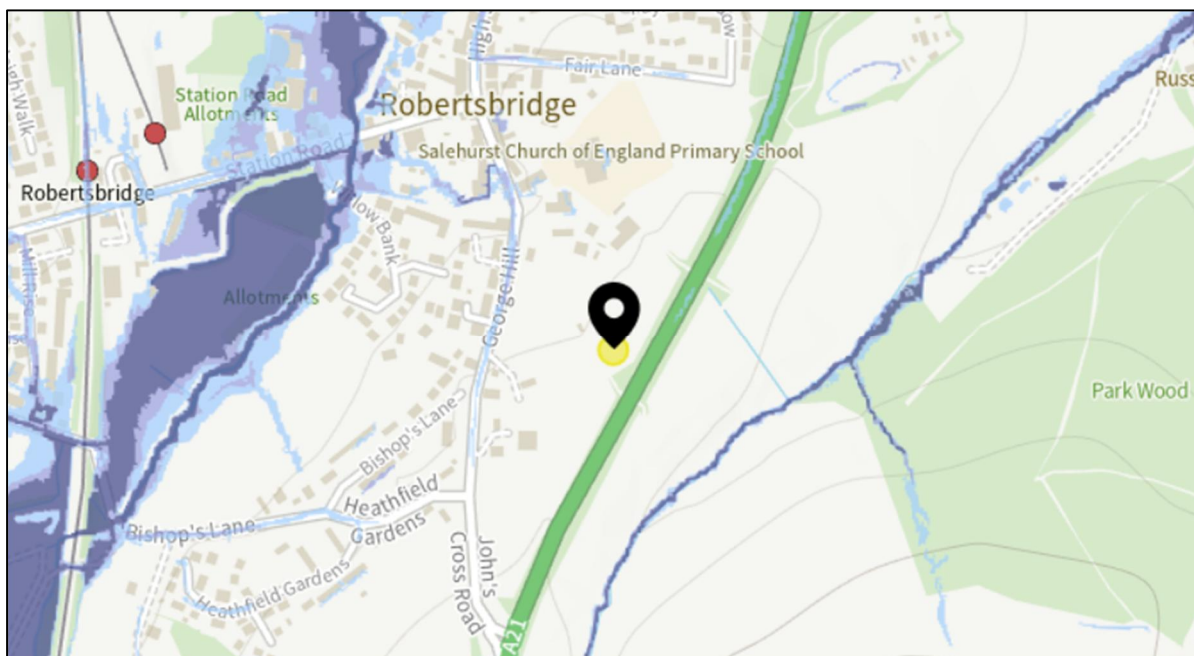 High S
Fair Lane
Station Road
Allotments
Robertsbridge
Salehurst Church of England Primary School
Station Road
Robertsbridge
Willow Bank
George Hill
Allotments
Park Wood
Bishop's Lane
Heathfield
Gardens
Bishop's Lane
John's
Cross Road
Heathfield Gardens
A21
Russ